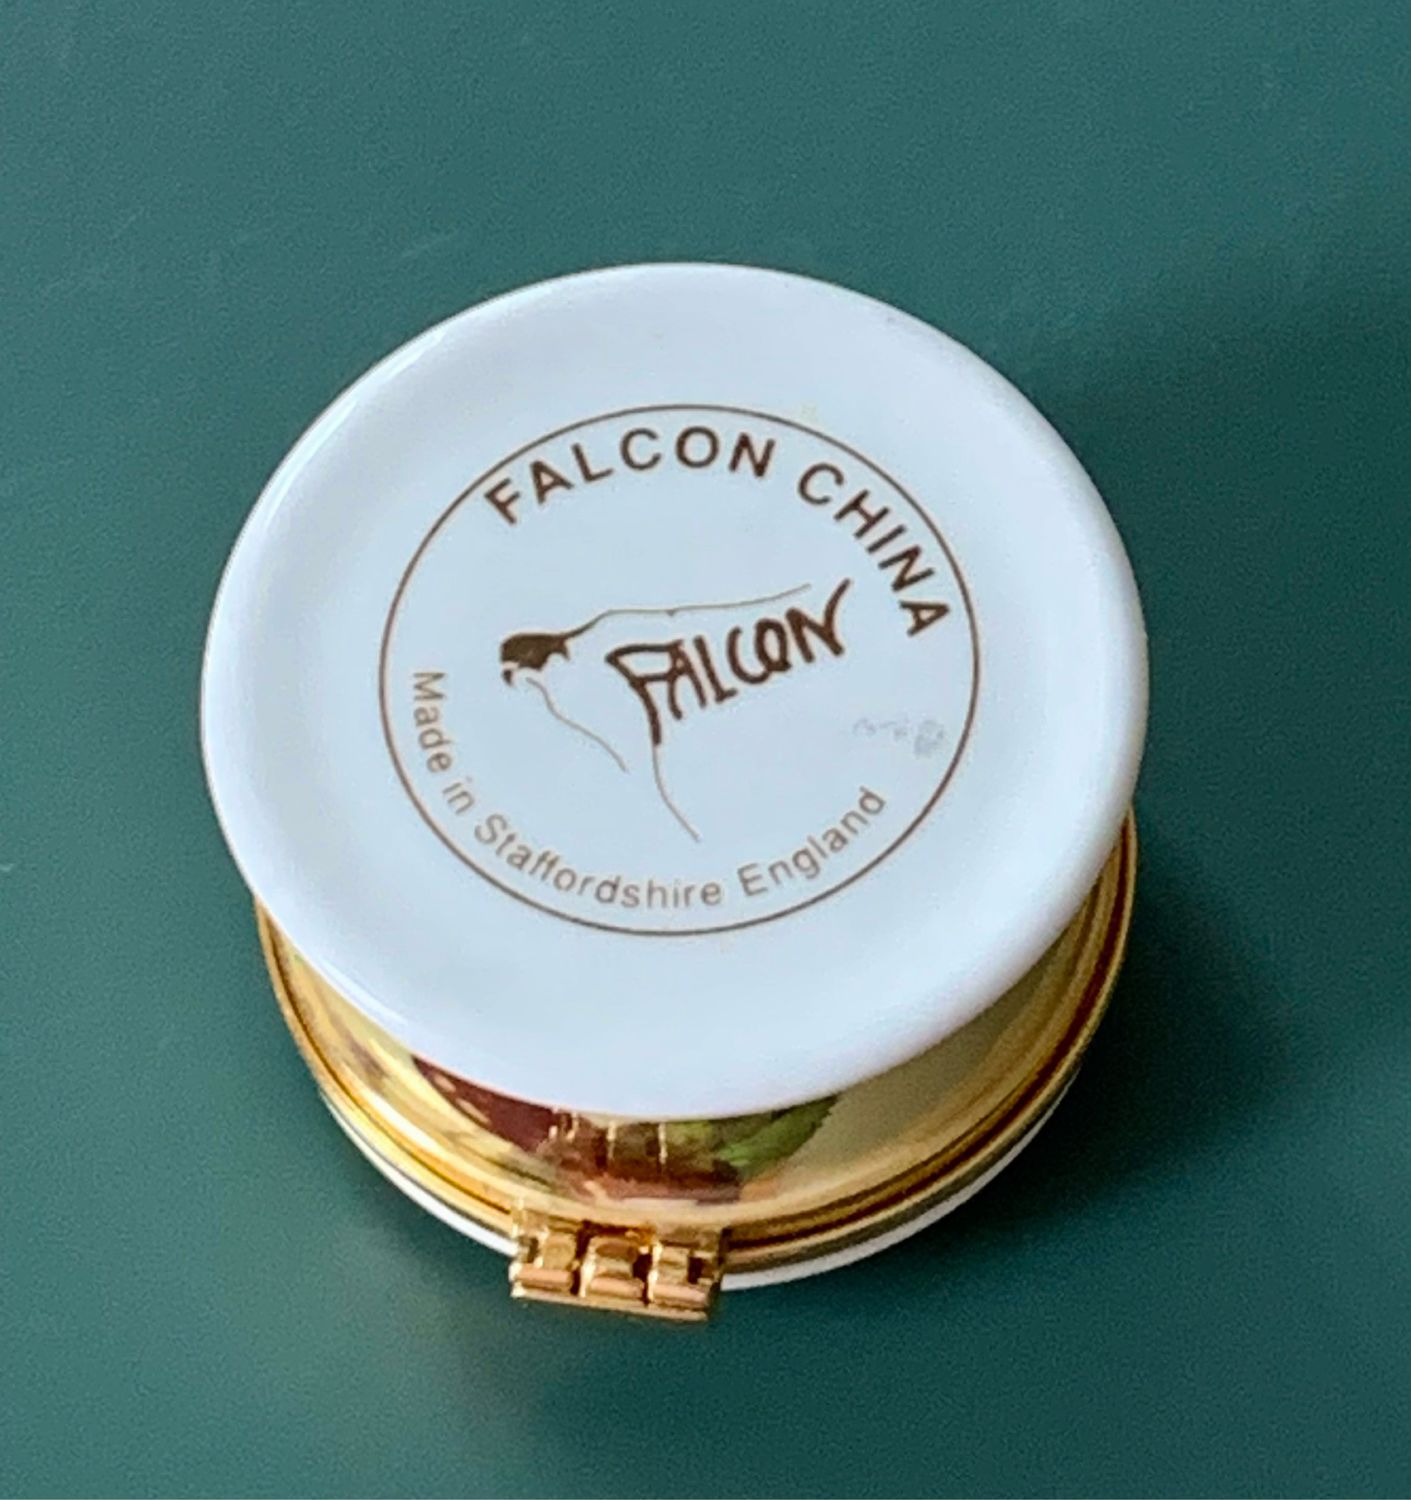 FALCON CHINA
FALCON
Made in Staffordshire England